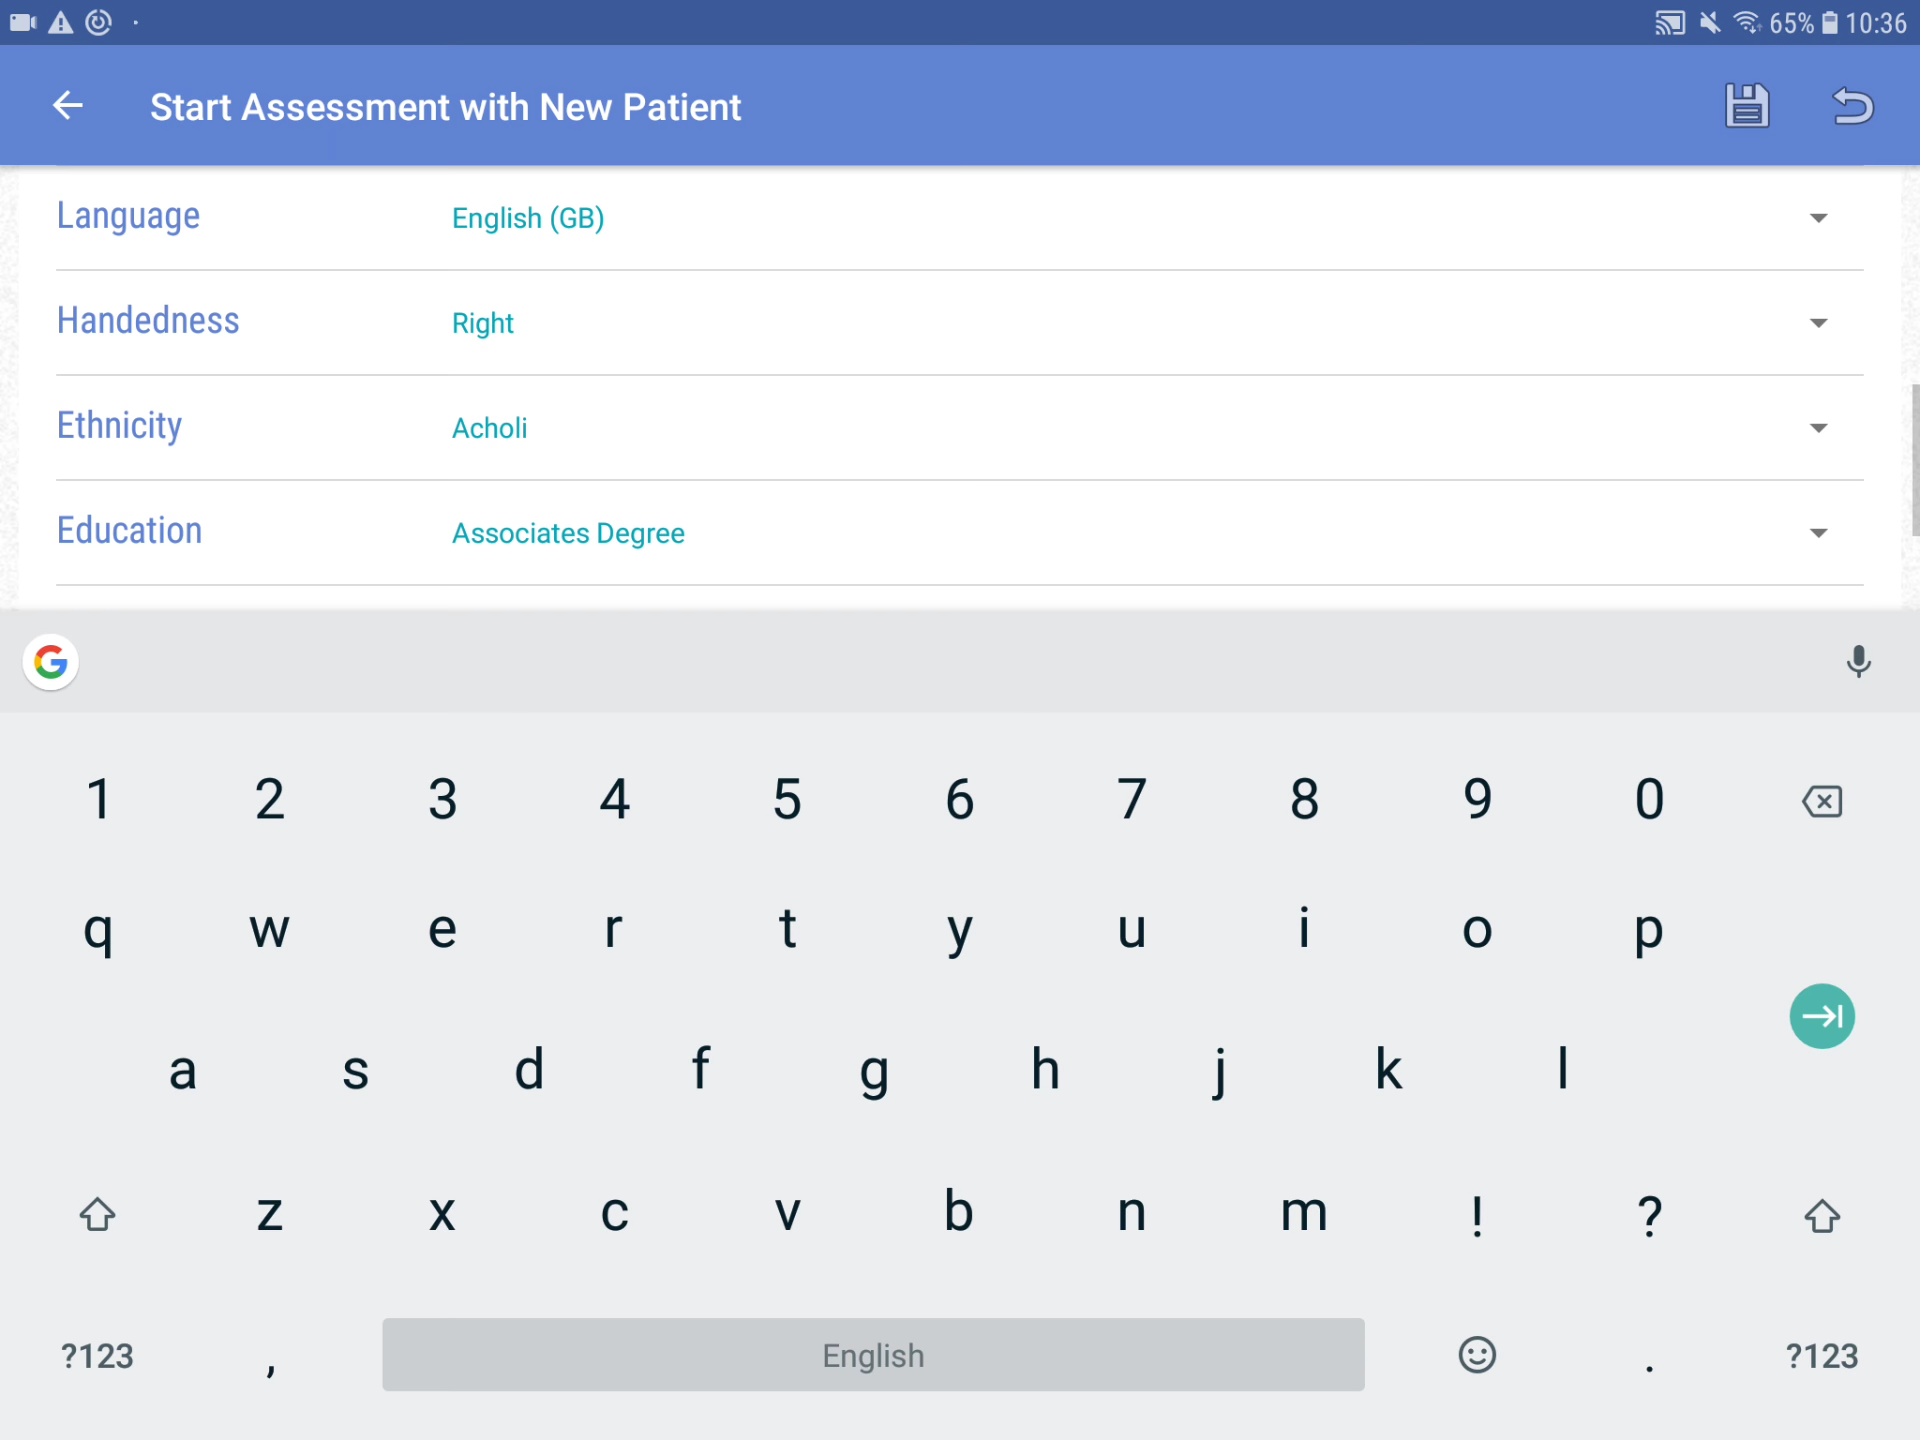 65% 10:36
Start Assessment with New Patient
Language English (GB)
Handedness Right
Ethnicity Acholi
Education Associates Degree
G
1 2 3 4 5 6 7 8 9 0
q w e r t y u i o p
a s d f g h j k l
z x c v b n m ! ?
?123 , English . ?123